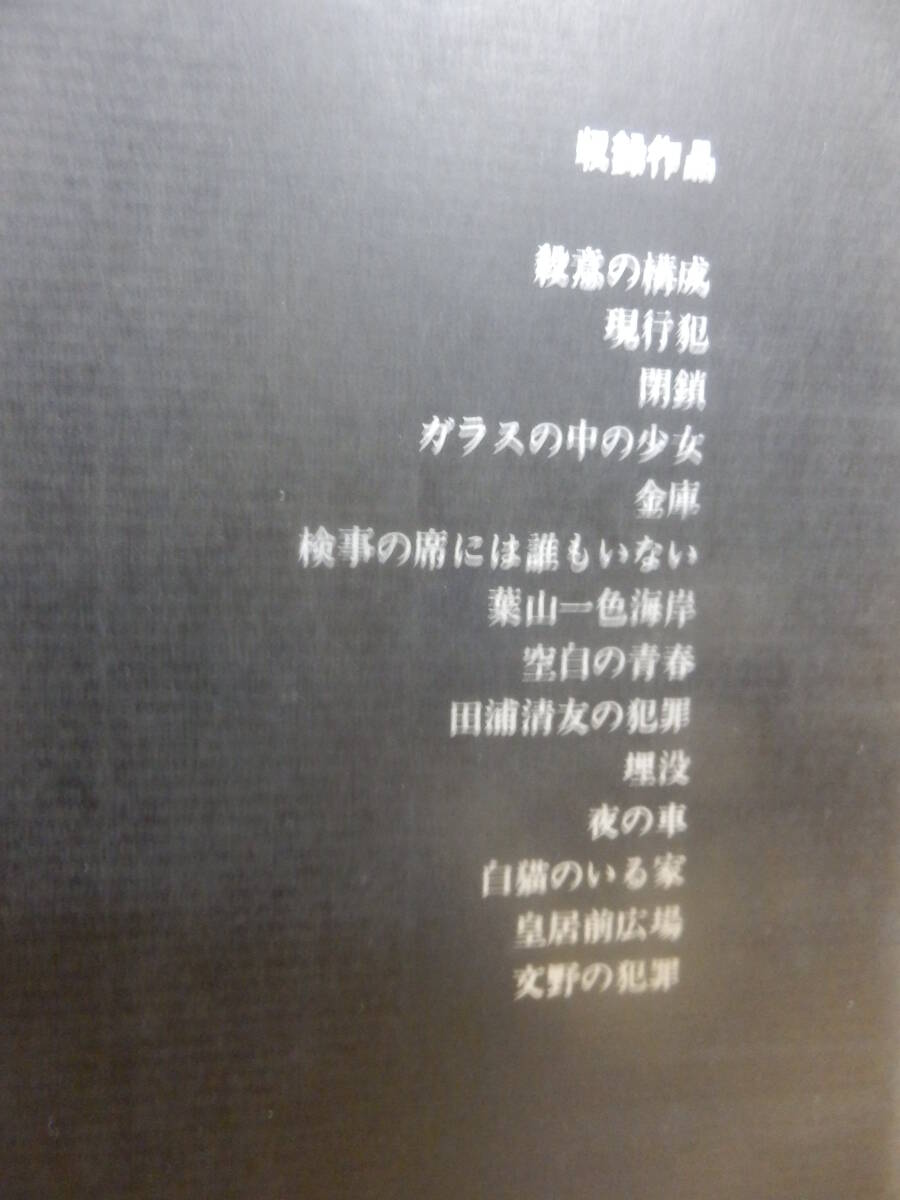 収録作品
殺意の構成
現行犯
閉鎖
ガラスの中の少女
金庫
検事の席には誰もいない
葉山一色海岸
空白の青春
田浦清友の犯罪
埋没
夜の車
白猫のいる家
皇居前広場
文野の犯罪